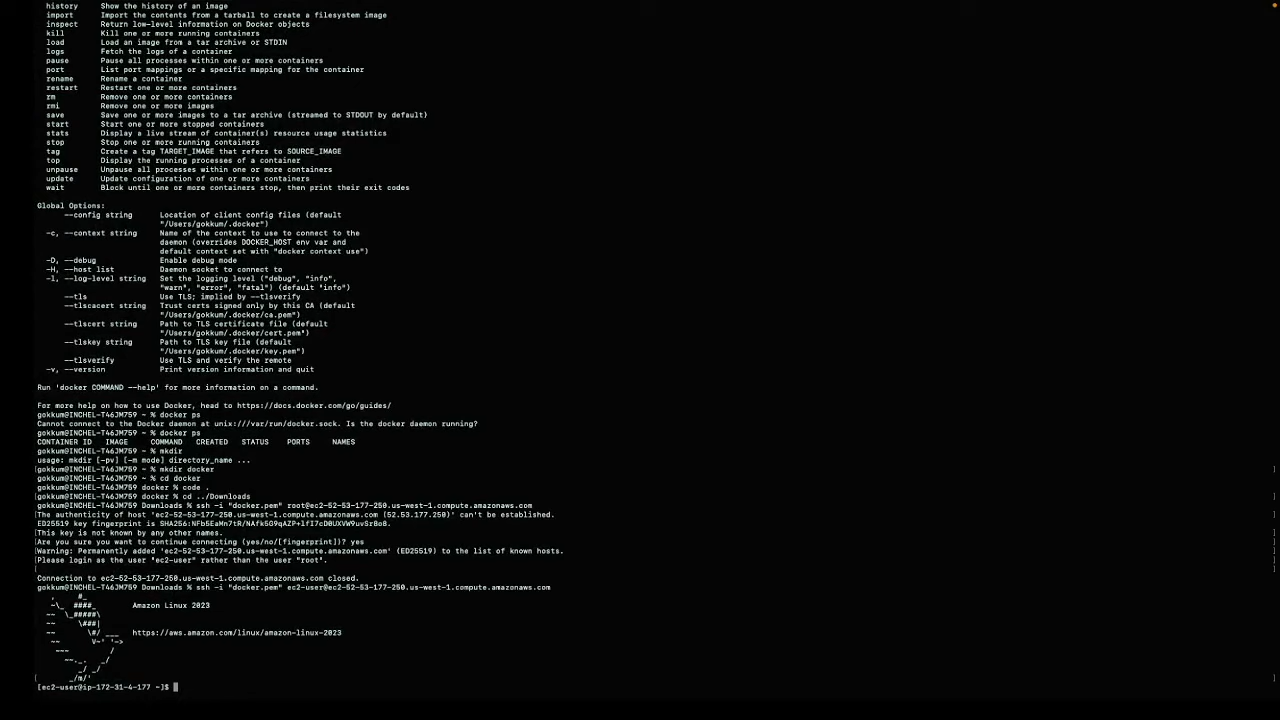 history     Show the history of an image
import      Import the contents from a tarball to create a filesystem image
inspect     Return low-level information on Docker objects
kill        Kill one or more running containers
load        Load an image from a tar archive or STDIN
logs        Fetch the logs of a container
pause       Pause all processes within one or more containers
port        List port mappings or a specific mapping for the container
rename      Rename a container
restart     Restart one or more containers
rm          Remove one or more containers
rmi         Remove one or more images
save        Save one or more images to a tar archive (streamed to STDOUT by default)
start       Start one or more stopped containers
stats       Display a live stream of container(s) resource usage statistics
stop        Stop one or more running containers
tag         Create a tag TARGET_IMAGE that refers to SOURCE_IMAGE
top         Display the running processes of a container
unpause     Unpause all processes within one or more containers
update      Update configuration of one or more containers
wait        Block until one or more containers stop, then print their exit codes
Global Options:
--config string      Location of client config files (default
"/Users/gokkum/.docker")
-c, --context string     Name of the context to use to connect to the
daemon (overrides DOCKER_HOST env var and
default context set with "docker context use")
-D, --debug              Enable debug mode
-H, --host list          Daemon socket to connect to
-l, --log-level string   Set the logging level ("debug", "info",
"warn", "error", "fatal") (default "info")
--tls                Use TLS; implied by --tlsverify
--tlscacert string   Trust certs signed only by this CA (default
"/Users/gokkum/.docker/ca.pem")
--tlscert string     Path to TLS certificate file (default
"/Users/gokkum/.docker/cert.pem")
--tlskey string      Path to TLS key file (default
"/Users/gokkum/.docker/key.pem")
--tlsverify          Use TLS and verify the remote
-v, --version            Print version information and quit
Run 'docker COMMAND --help' for more information on a command.
For more help on how to use Docker, head to https://docs.docker.com/go/guides/
gokkum@INCHEL-T46JM759 ~ % docker ps
Cannot connect to the Docker daemon at unix:///var/run/docker.sock. Is the docker daemon running?
gokkum@INCHEL-T46JM759 ~ % docker ps
CONTAINER ID   IMAGE     COMMAND   CREATED   STATUS    PORTS     NAMES
gokkum@INCHEL-T46JM759 ~ % mkdir
usage: mkdir [-pv] [-m mode] directory_name ...
gokkum@INCHEL-T46JM759 ~ % mkdir docker
gokkum@INCHEL-T46JM759 ~ % cd docker
gokkum@INCHEL-T46JM759 docker % code .
gokkum@INCHEL-T46JM759 docker % cd ../Downloads
gokkum@INCHEL-T46JM759 Downloads % ssh -i "docker.pem" root@ec2-52-53-177-250.us-west-1.compute.amazonaws.com
The authenticity of host 'ec2-52-53-177-250.us-west-1.compute.amazonaws.com (52.53.177.250)' can't be established.
ED25519 key fingerprint is SHA256:NFb5EaMn7tR/NAfk5G9qAZP+lfI7cD0UXVW9uvSr8o8.
This key is not known by any other names.
Are you sure you want to continue connecting (yes/no/[fingerprint])? yes
Warning: Permanently added 'ec2-52-53-177-250.us-west-1.compute.amazonaws.com' (ED25519) to the list of known hosts.
Please login as the user "ec2-user" rather than the user "root".
Connection to ec2-52-53-177-250.us-west-1.compute.amazonaws.com closed.
gokkum@INCHEL-T46JM759 Downloads % ssh -i "docker.pem" ec2-user@ec2-52-53-177-250.us-west-1.compute.amazonaws.com
,     #_
~\_  ####_        Amazon Linux 2023
~~  \_#####\
~~     \###|
~~       \#/ ___   https://aws.amazon.com/linux/amazon-linux-2023
~~       V~' '->
~~~         /
~~._.   _/
_/ _/
_/m/'
[ec2-user@ip-172-31-4-177 ~]$